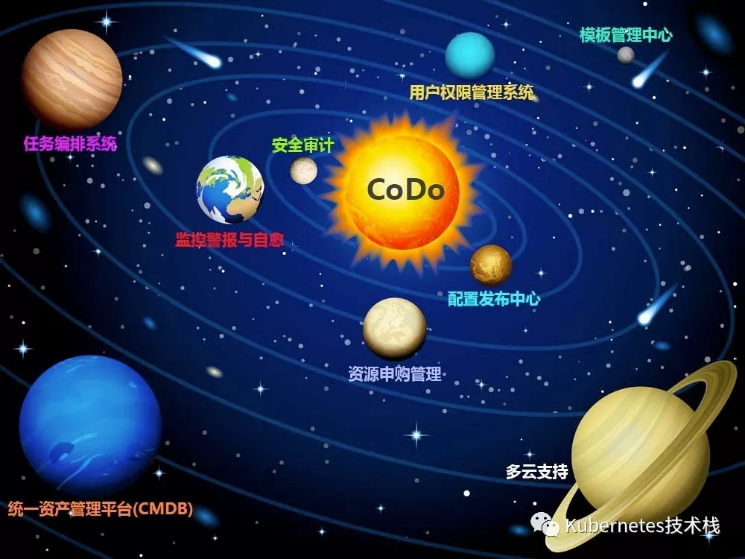 模板管理中心
用户权限管理系统
任务编排系统
安全审计
CoDo
监控警报与自愈
配置发布中心
资源申购管理
多云支持
统一资产管理平台(CMDB)
Kubernetes技术栈